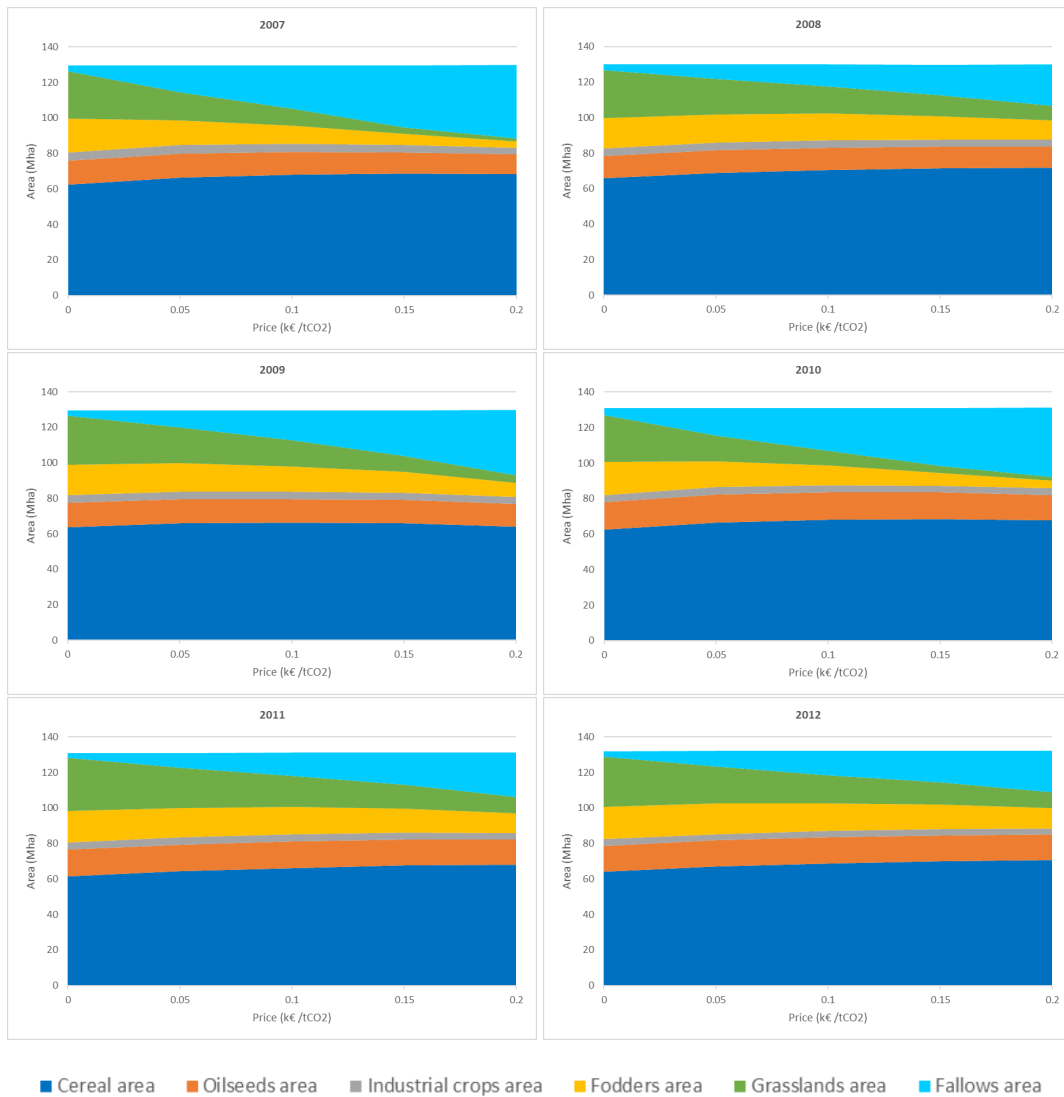 2007
140
120
100
80
60
40
20
0
Area (Mha)
0 0.05 0.1 0.15 0.2
Price (k€ /tCO2)
2008
140
120
100
80
60
40
20
0
Area (Mha)
0 0.05 0.1 0.15 0.2
Price (k€ /tCO2)
2009
140
120
100
80
60
40
20
0
Area (Mha)
0 0.05 0.1 0.15 0.2
Price (k€ /tCO2)
2010
140
120
100
80
60
40
20
0
Area (Mha)
0 0.05 0.1 0.15 0.2
Price (k€ /tCO2)
2011
140
120
100
80
60
40
20
0
Area (Mha)
0 0.05 0.1 0.15 0.2
Price (k€ /tCO2)
2012
140
120
100
80
60
40
20
0
Area (Mha)
0 0.05 0.1 0.15 0.2
Price (k€ /tCO2)
Cereal area Oilseeds area Industrial crops area Fodders area Grasslands area Fallows area